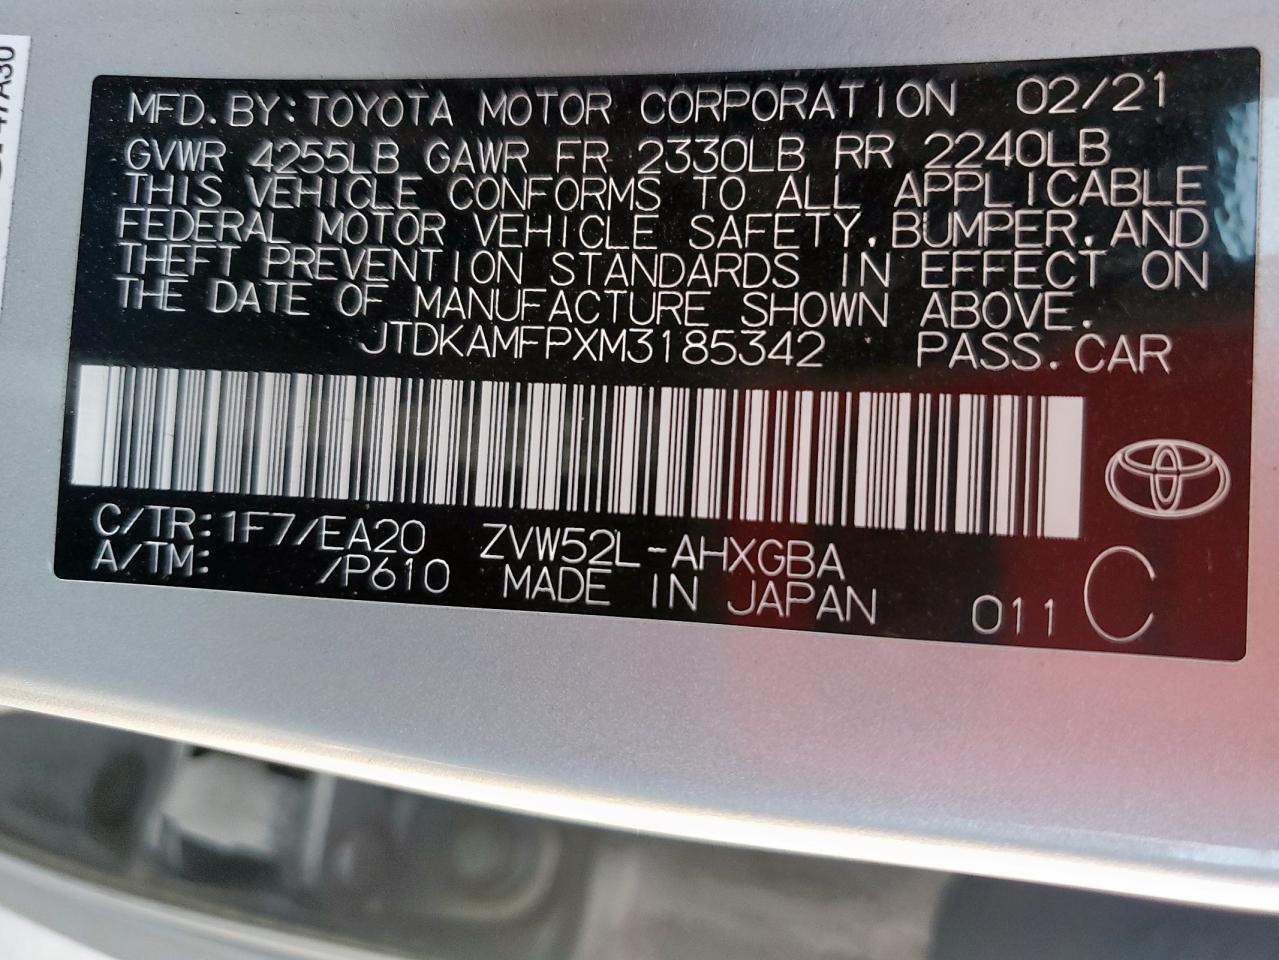 MFD. BY: TOYOTA MOTOR CORPORATION 02/21
GVWR 4255LB GAWR FR 2330LB RR 2240LB
THIS VEHICLE CONFORMS TO ALL APPLICABLE
FEDERAL MOTOR VEHICLE SAFETY, BUMPER, AND
THEFT PREVENTION STANDARDS IN EFFECT ON
THE DATE OF MANUFACTURE SHOWN ABOVE.
JTDKAMFPXM3185342 PASS. CAR
C/TR: 1F7/EA20 ZVW52L-AHXGBA
A/TM: /P610 MADE IN JAPAN 011 C